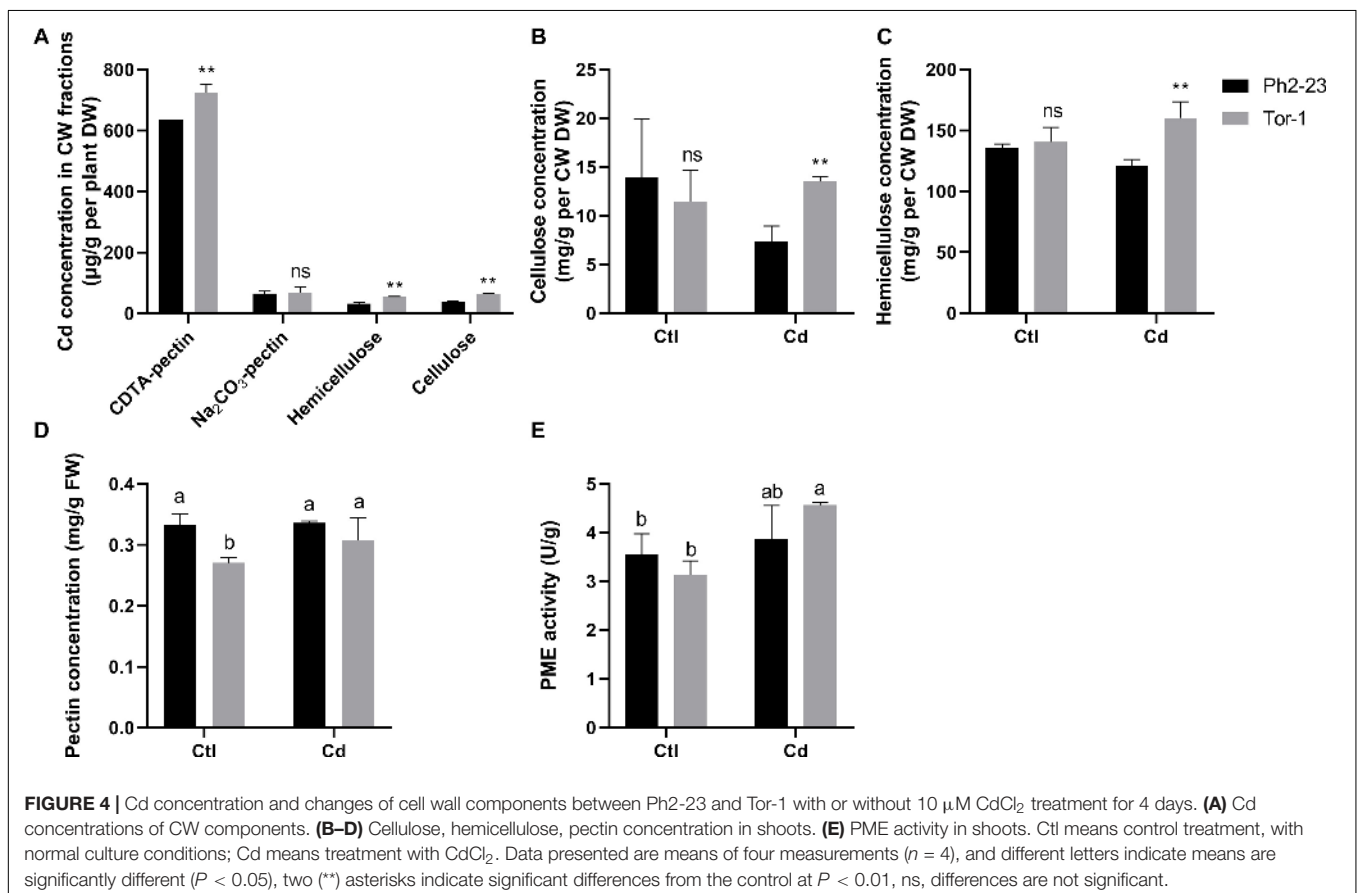 A
Cd concentration in CW fractions
(µg/g per plant DW)
800
600
400
200
0
**
ns
**
**
CDTA-pectin
Na₂CO₃-pectin
Hemicellulose
Cellulose
B
Cellulose concentration
(mg/g per CW DW)
25
20
15
10
5
0
ns
**
Ctl
Cd
C
Hemicellulose concentration
(mg/g per CW DW)
200
150
100
50
0
ns
**
Ctl
Cd
Ph2-23
Tor-1
D
Pectin concentration (mg/g FW)
0.4
0.3
0.2
0.1
0.0
a
b
a
a
Ctl
Cd
E
PME activity (U/g)
5
4
3
2
1
0
b
b
ab
a
Ctl
Cd
FIGURE 4 | Cd concentration and changes of cell wall components between Ph2-23 and Tor-1 with or without 10 µM CdCl₂ treatment for 4 days. (A) Cd
concentrations of CW components. (B–D) Cellulose, hemicellulose, pectin concentration in shoots. (E) PME activity in shoots. Ctl means control treatment, with
normal culture conditions; Cd means treatment with CdCl₂. Data presented are means of four measurements (n = 4), and different letters indicate means are
significantly different (P < 0.05), two (**) asterisks indicate significant differences from the control at P < 0.01, ns, differences are not significant.